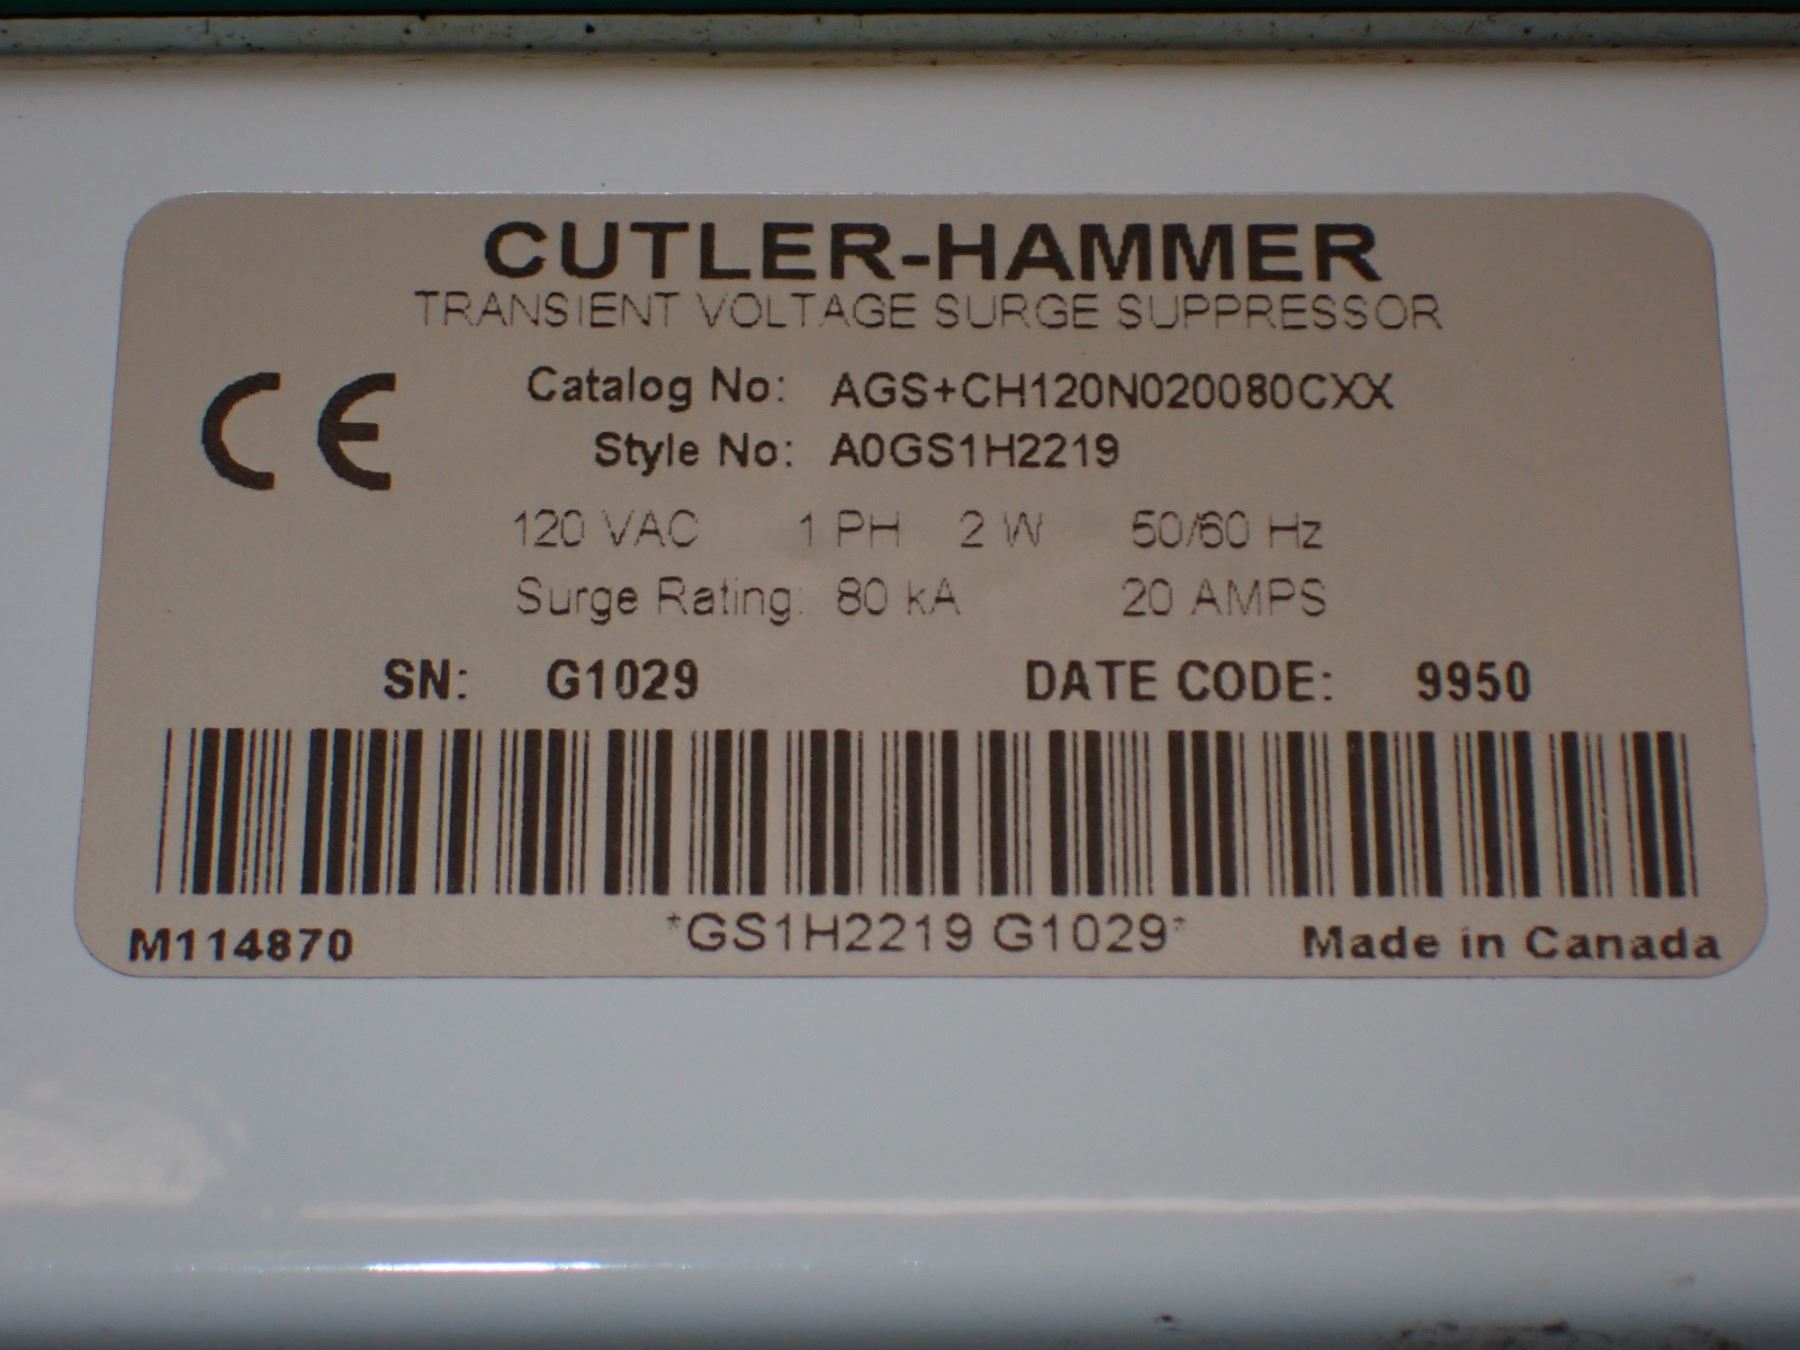 CUTLER-HAMMER
TRANSIENT VOLTAGE SURGE SUPPRESSOR
CE
Catalog No: AGS+CH120N020080CXX
Style No: A0GS1H2219
120 VAC 1 PH 2 W 50/60 Hz
Surge Rating: 80 kA 20 AMPS
SN: G1029 DATE CODE: 9950
*GS1H2219 G1029*
M114870 Made in Canada